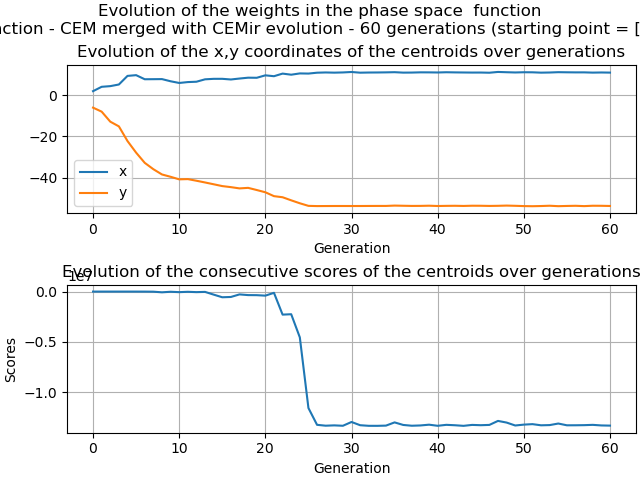 Evolution of the weights in the phase space  function
ction - CEM merged with CEMir evolution - 60 generations (starting point = [
Evolution of the x,y coordinates of the centroids over generations
0
−20
−40
x
y
0 10 20 30 40 50 60
Generation
Evolution of the consecutive scores of the centroids over generations
1e7
0.0
−0.5
−1.0
Scores
0 10 20 30 40 50 60
Generation